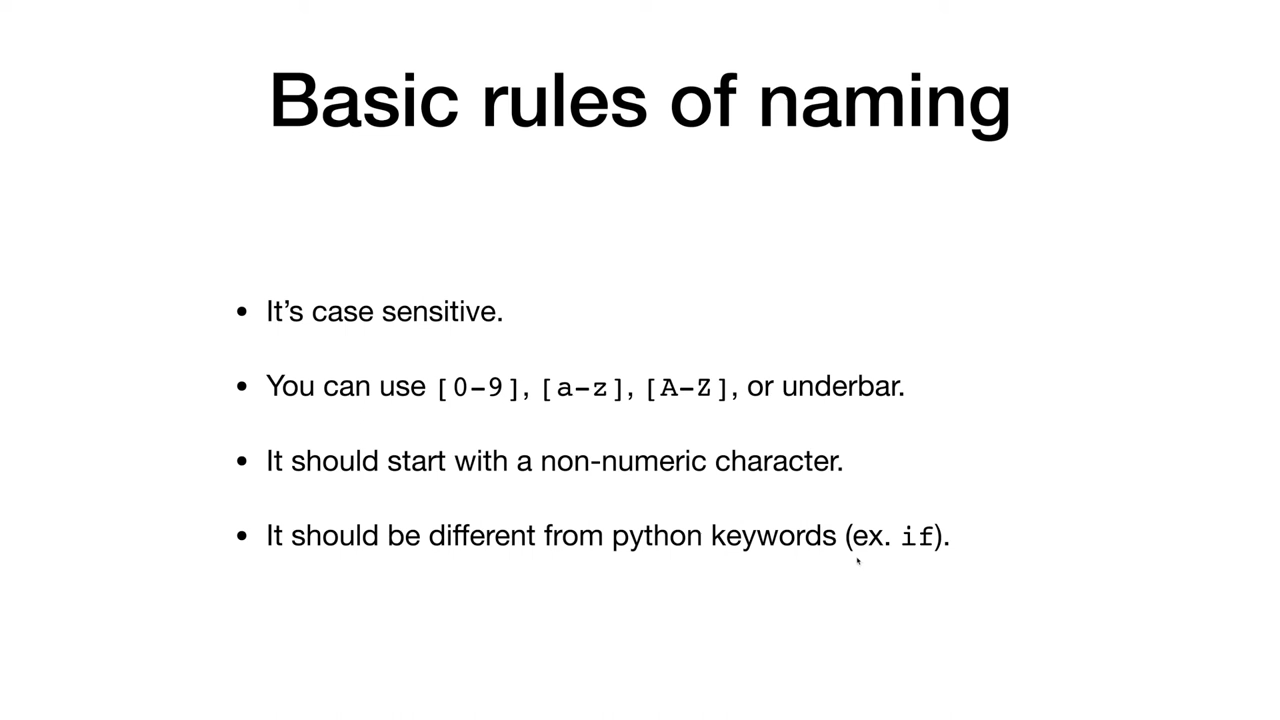 Basic rules of naming
• It’s case sensitive.
• You can use [0-9], [a-z], [A-Z], or underbar.
• It should start with a non-numeric character.
• It should be different from python keywords (ex. if).